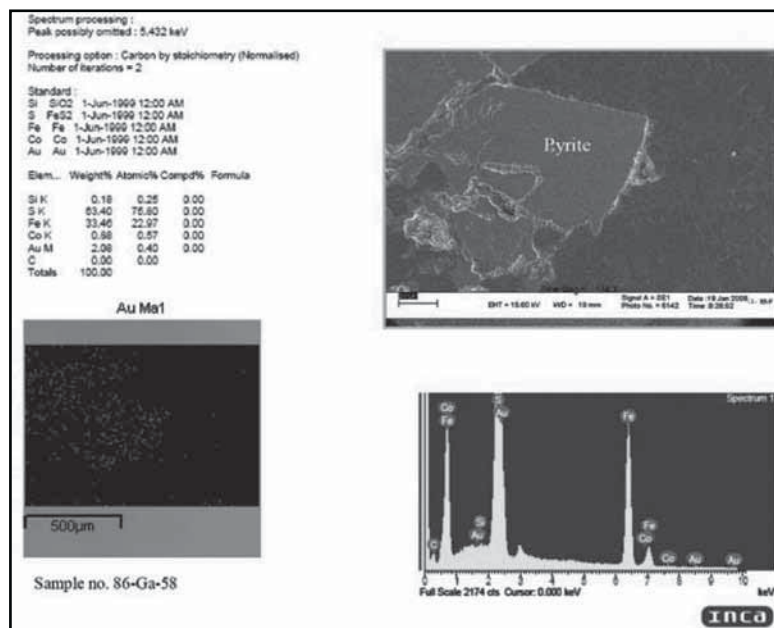 Spectrum processing :
Peak possibly omitted : 5.432 keV
Processing option : Carbon by stoichiometry (Normalised)
Number of iterations = 2
Standard :
Si SiO2 1-Jun-1999 12:00 AM
S FeS2 1-Jun-1999 12:00 AM
Fe Fe 1-Jun-1999 12:00 AM
Co Co 1-Jun-1999 12:00 AM
Au Au 1-Jun-1999 12:00 AM
Elem... Weight% Atomic% Compd% Formula
Si K 0.18 0.25 0.00
S K 63.40 75.80 0.00
Fe K 33.46 22.97 0.00
Co K 0.88 0.57 0.00
Au M 2.08 0.40 0.00
C 0.00 0.00
Totals 100.00
Pyrite
EHT = 15.60 kV WD = 19 mm
Signal A = SE1
Photo No. = 6142
Au Ma1
500µm
Sample no. 86-Ga-58
Spectrum 1
Co
Fe
Au
Fe
Si
Au
C
Fe
Co
Co
Au
Au
0 1 2 3 4 5 6 7 8 9 10
Full Scale 2174 cts Cursor: 0.000 keV
keV
inca